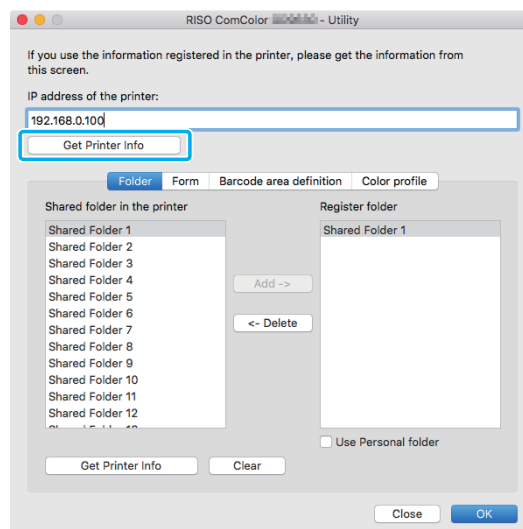 RISO ComColor - Utility
If you use the information registered in the printer, please get the information from
this screen.
IP address of the printer:
192.168.0.100
Get Printer Info
Folder Form Barcode area definition Color profile
Shared folder in the printer Register folder
Shared Folder 1 Shared Folder 1
Shared Folder 2
Shared Folder 3
Shared Folder 4
Add ->
Shared Folder 5
Shared Folder 6
<- Delete
Shared Folder 7
Shared Folder 8
Shared Folder 9
Shared Folder 10
Shared Folder 11
Shared Folder 12
Use Personal folder
Get Printer Info Clear
Close OK